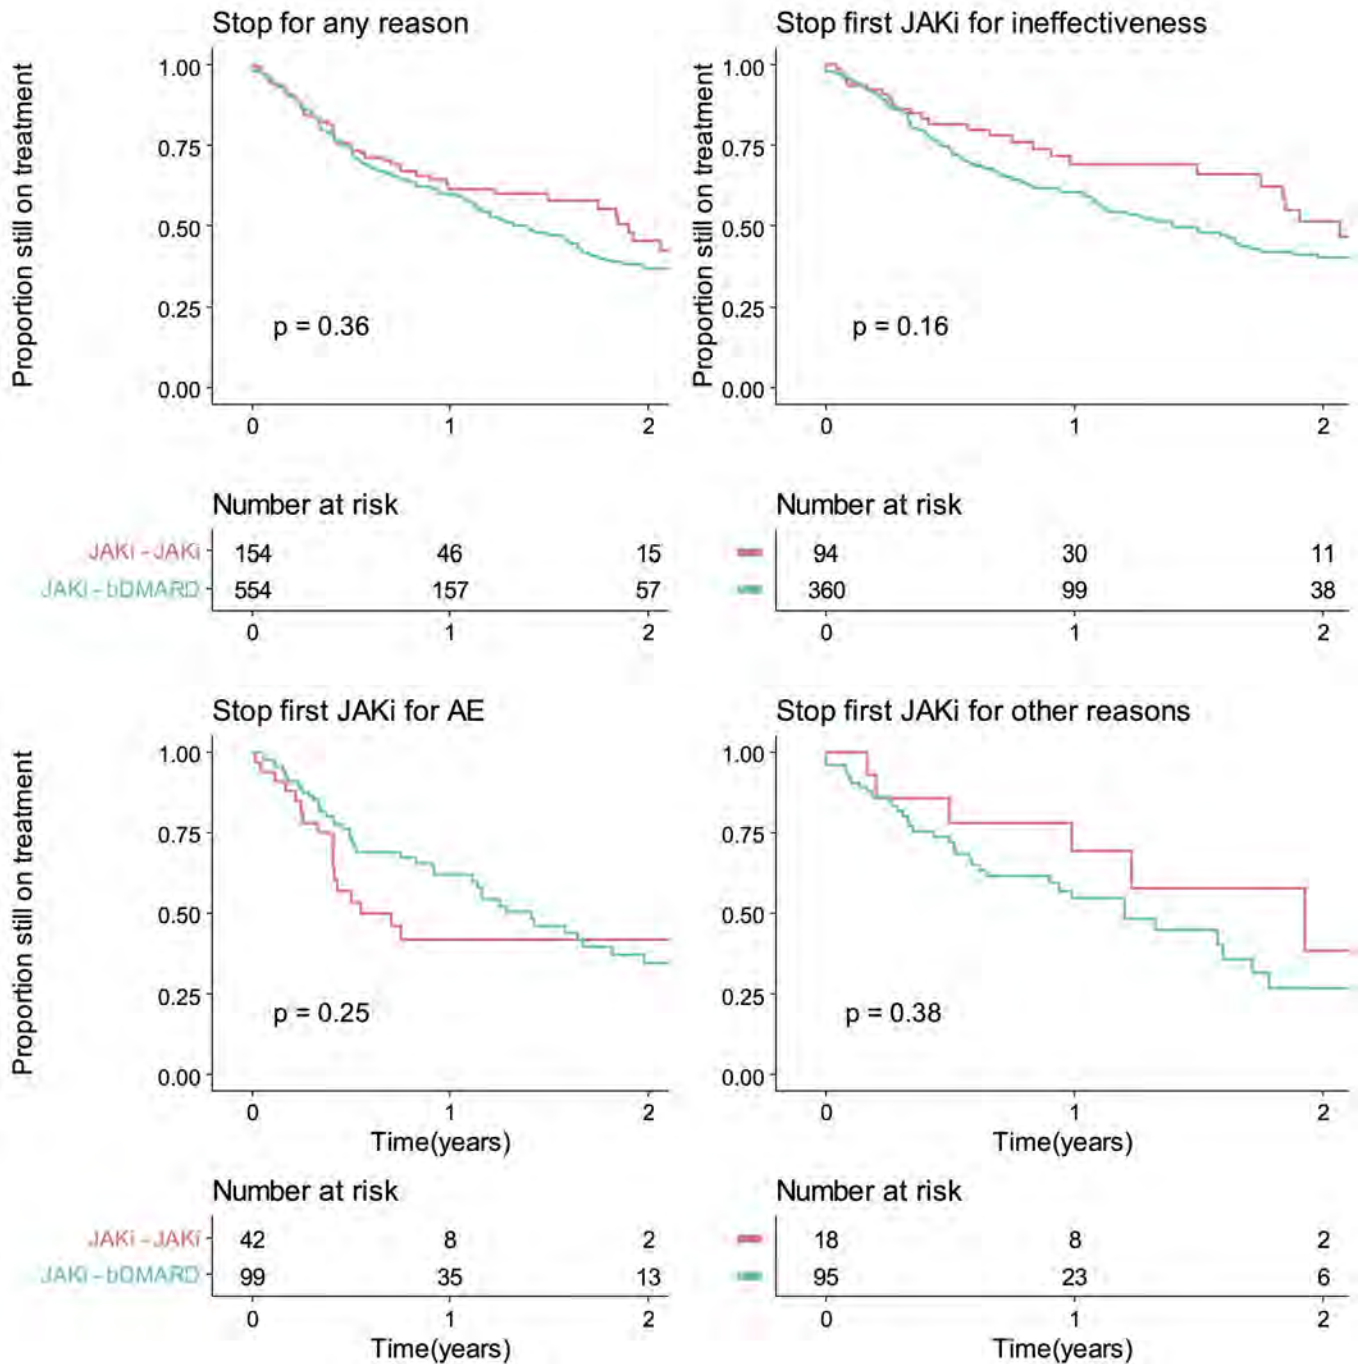 Stop for any reason
Stop first JAKi for ineffectiveness
Proportion still on treatment
1.00
0.75
0.50
0.25
0.00
p = 0.36
0 1 2
Proportion still on treatment
1.00
0.75
0.50
0.25
0.00
p = 0.16
0 1 2
Number at risk
JAKi - JAKi 154 46 15
JAKi - bDMARD 554 157 57
0 1 2
Number at risk
94 30 11
360 99 38
0 1 2
Stop first JAKi for AE
Stop first JAKi for other reasons
Proportion still on treatment
1.00
0.75
0.50
0.25
0.00
p = 0.25
0 1 2
Time(years)
1.00
0.75
0.50
0.25
0.00
p = 0.38
0 1 2
Time(years)
Number at risk
JAKi - JAKi 42 8 2
JAKi - bDMARD 99 35 13
0 1 2
Time(years)
Number at risk
18 8 2
95 23 6
0 1 2
Time(years)